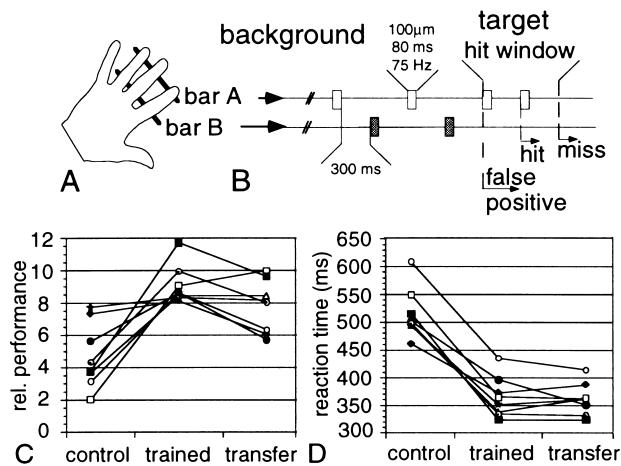 background
target
100µm
80 ms
75 Hz
hit window
bar A
bar B
A
B
300 ms
hit
miss
false
positive
rel. performance
12
10
8
6
4
2
0
C
control trained transfer
reaction time (ms)
650
600
550
500
450
400
350
300
D
control trained transfer